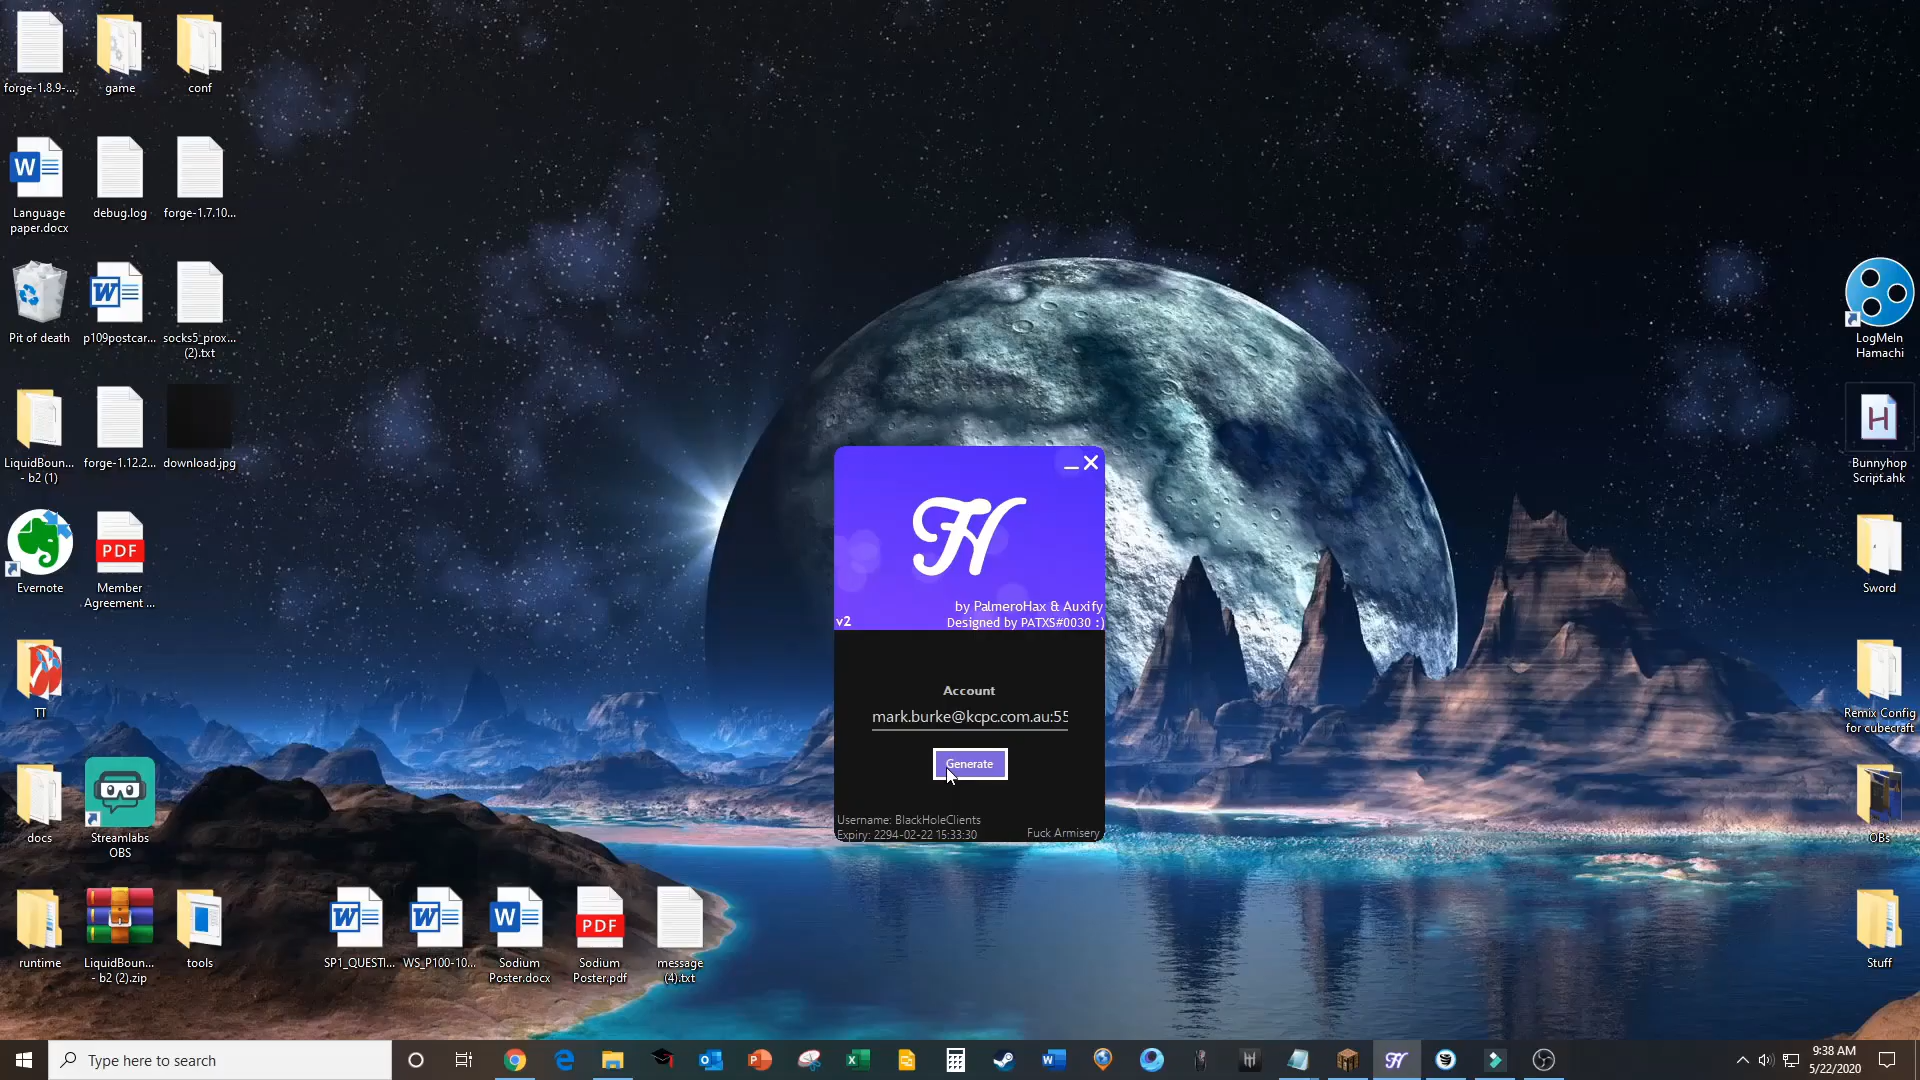 forge-1.8.9-...
game
conf
Language
paper.docx
debug.log
forge-1.7.10...
Pit of death
p109postcar...
socks5_prox...
(2).txt
LiquidBoun...
- b2 (1)
forge-1.12.2...
download.jpg
Evernote
PDF
Member
Agreement ...
TT
docs
Streamlabs
OBS
runtime
LiquidBoun...
- b2 (2).zip
tools
SP1_QUESTI...
WS_P100-10...
Sodium
Poster.docx
PDF
Sodium
Poster.pdf
message
(4).txt
LogMeIn
Hamachi
Bunnyhop
Script.ahk
Sword
Remix Config
for cubecraft
OBs
Stuff
H
by PalmeroHax & Auxify
v2
Designed by PATXS#0030 :)
Account
mark.burke@kcpc.com.au:55
Generate
Username: BlackHoleClients
Expiry: 2294-02-22 15:33:30
Fuck Armisery
Type here to search
9:38 AM
5/22/2020